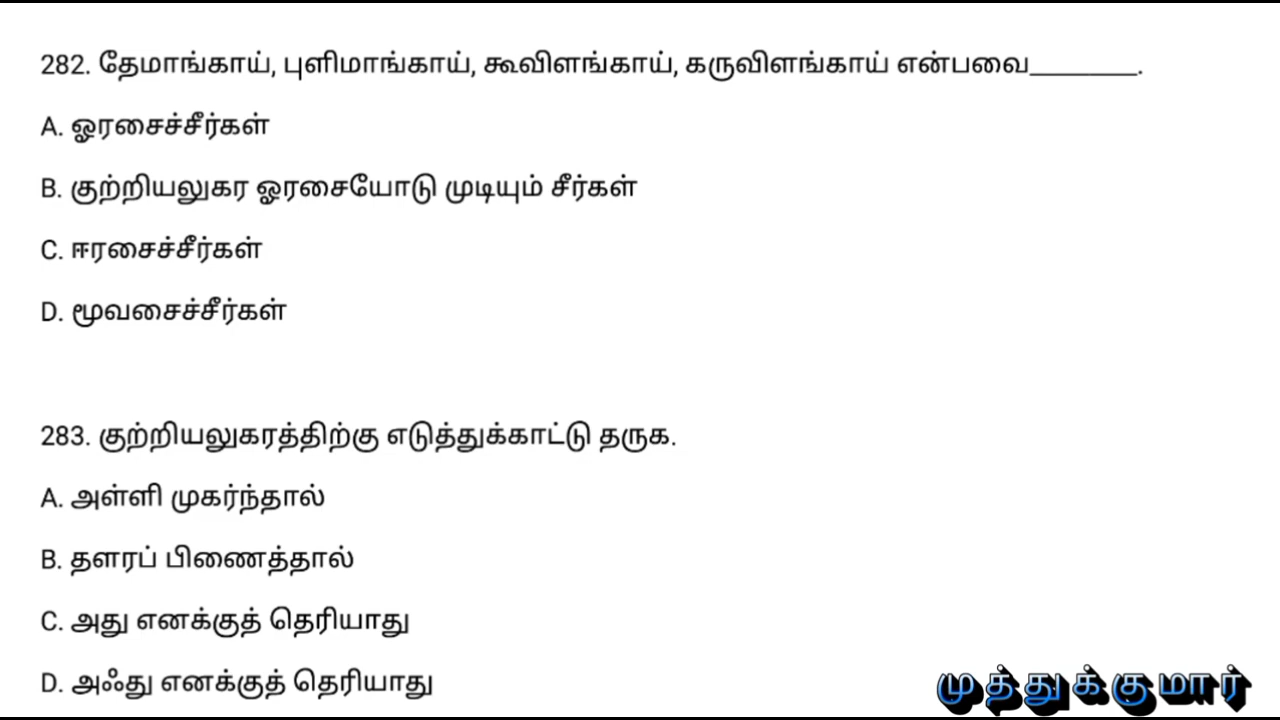 282. தேமாங்காய், புளிமாங்காய், கூவிளங்காய், கருவிளங்காய் என்பவை________.
A. ஓரசைச்சீர்கள்
B. குற்றியலுகர ஓரசையோடு முடியும் சீர்கள்
C. ஈரசைச்சீர்கள்
D. மூவசைச்சீர்கள்
283. குற்றியலுகரத்திற்கு எடுத்துக்காட்டு தருக.
A. அள்ளி முகர்ந்தால்
B. தளரப் பிணைத்தால்
C. அது எனக்குத் தெரியாது
D. அஃது எனக்குத் தெரியாது
முத்துக்குமார்